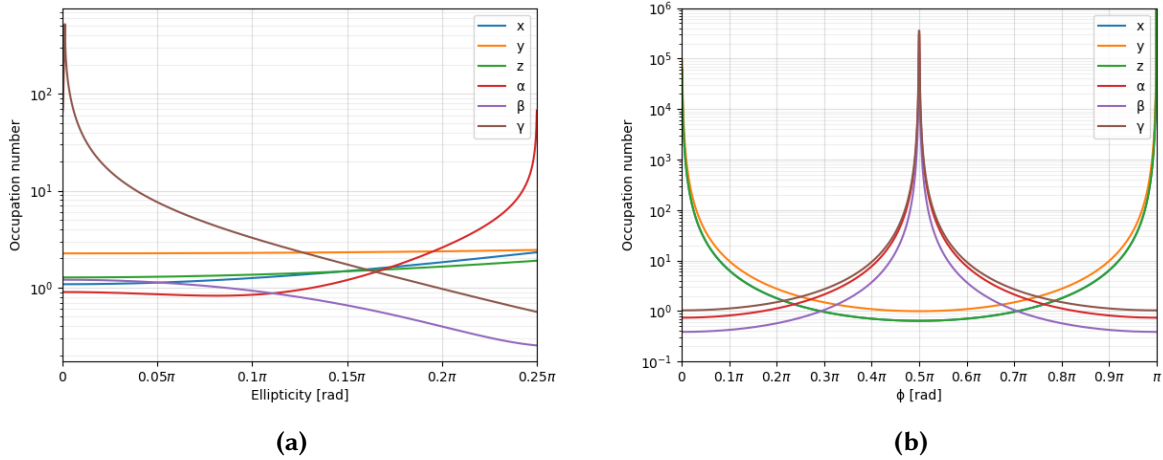 Occupation number
10²
10¹
10⁰
0 0.05π 0.1π 0.15π 0.2π 0.25π
Ellipticity [rad]
x
y
z
α
β
γ
(a)
Occupation number
10⁶
10⁵
10⁴
10³
10²
10¹
10⁰
10⁻¹
0 0.1π 0.2π 0.3π 0.4π 0.5π 0.6π 0.7π 0.8π 0.9π π
ϕ [rad]
x
y
z
α
β
γ
(b)